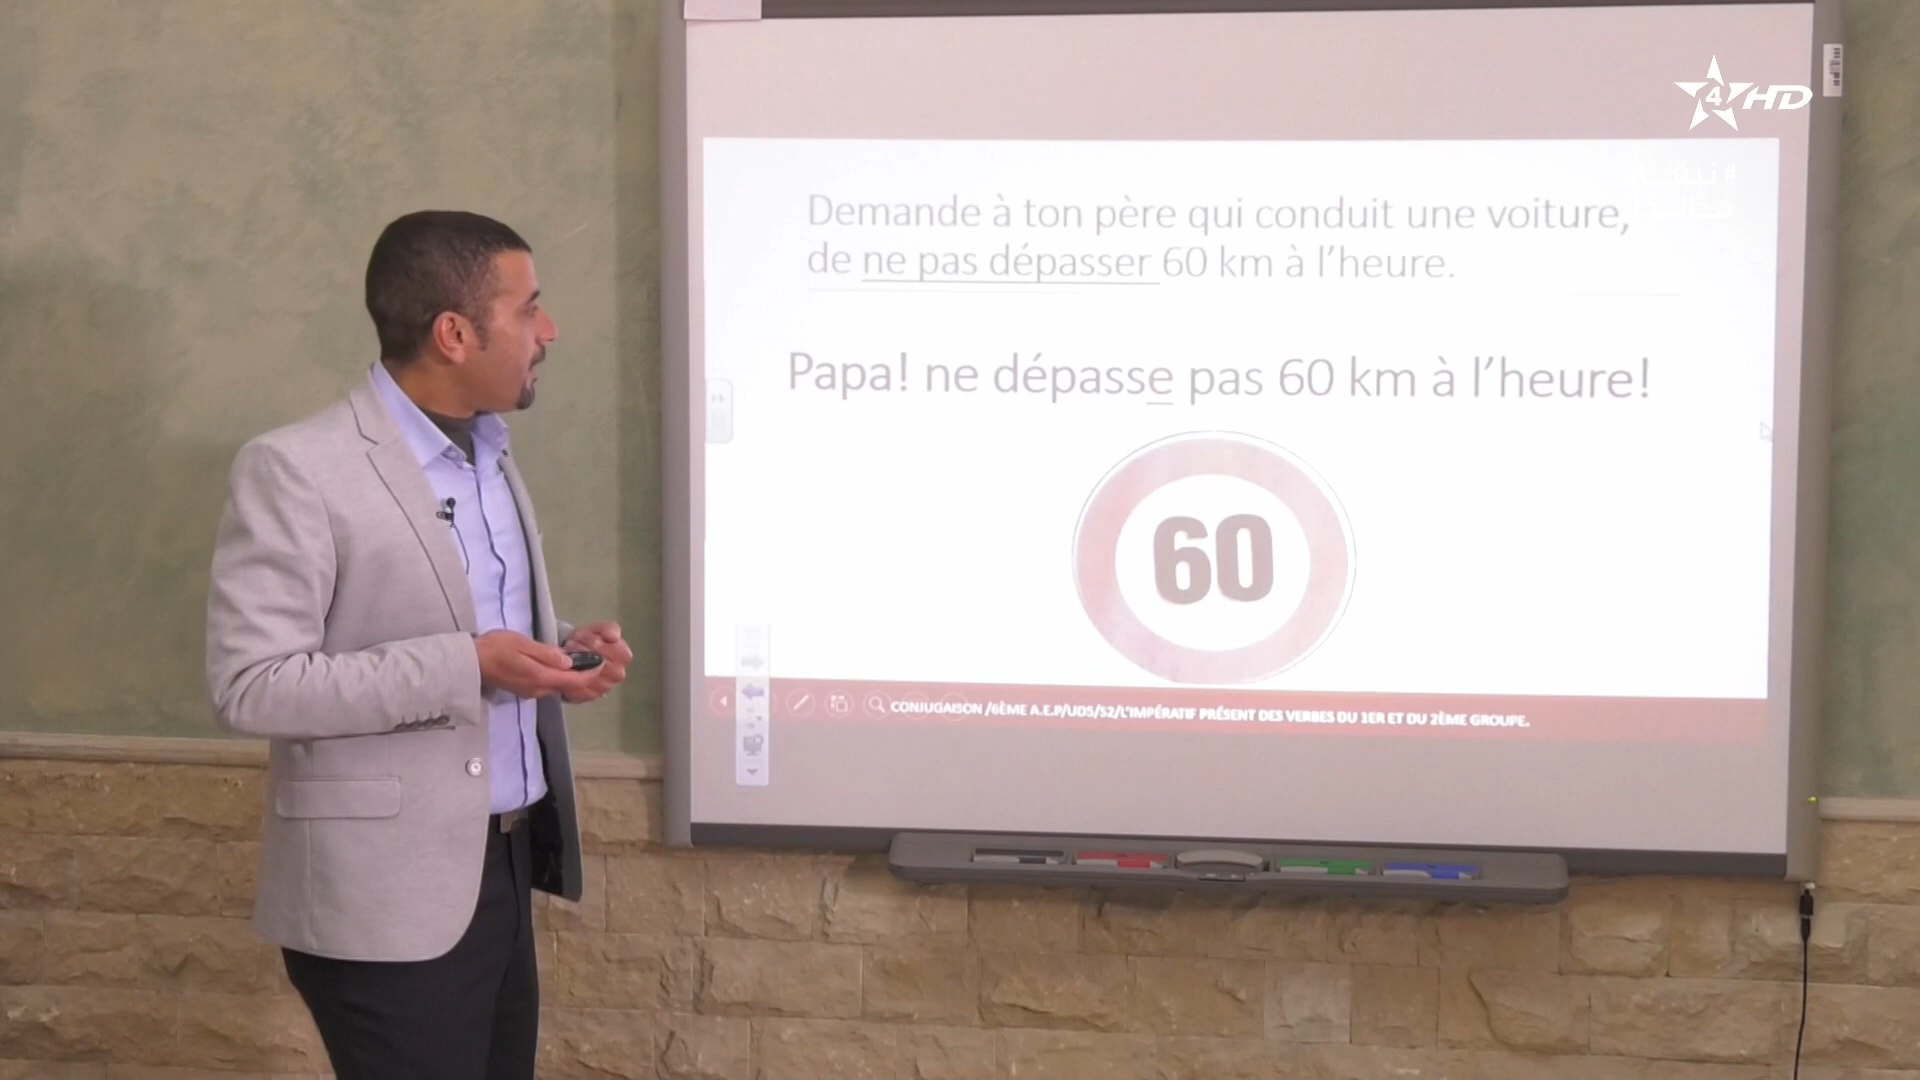 4 HD
Demande à ton père qui conduit une voiture,
de ne pas dépasser 60 km à l'heure.
Papa! ne dépasse pas 60 km à l'heure!
60
CONJUGAISON /6ÈME A.E.P/UD5/S2/L'IMPÉRATIF PRÉSENT DES VERBES DU 1ER ET DU 2ÈME GROUPE.